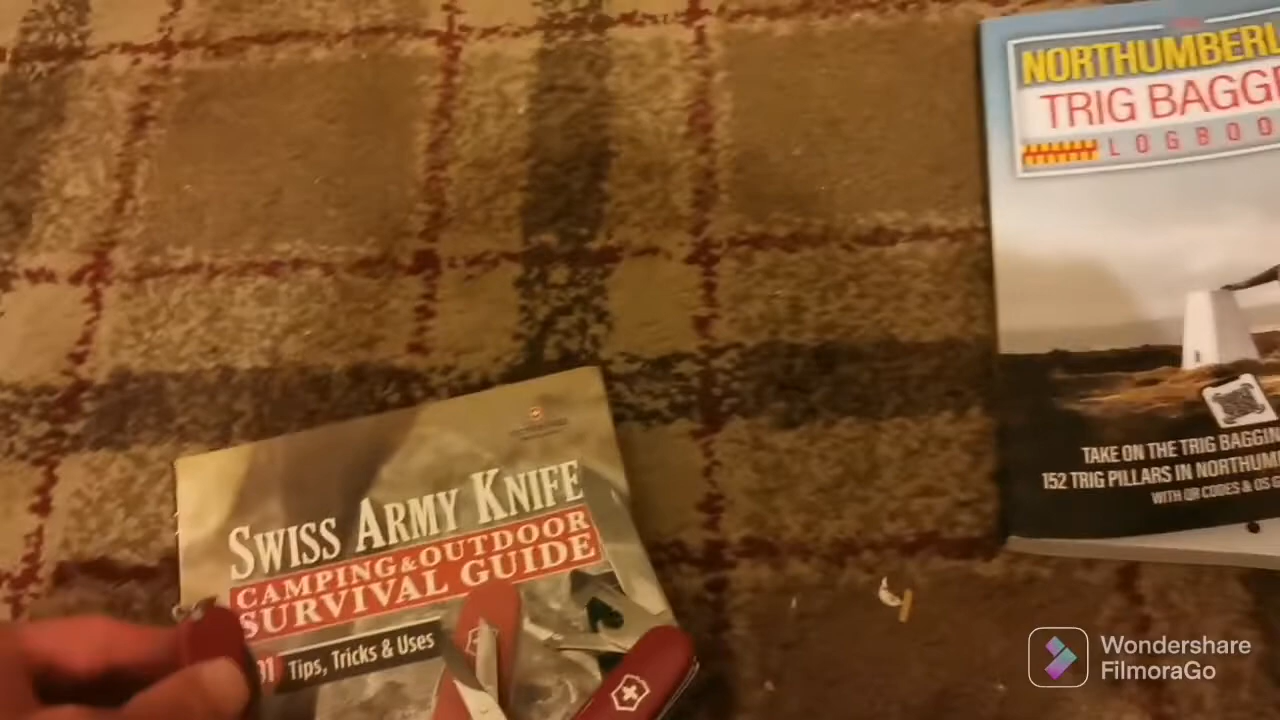 NORTHUMBERL
TRIG BAGG
LOGBOO
TAKE ON THE TRIG BAGGIN
152 TRIG PILLARS IN NORTHUM
WITH QR CODES & OS G
SWISS ARMY KNIFE
CAMPING & OUTDOOR
SURVIVAL GUIDE
01 Tips, Tricks & Uses
Wondershare
FilmoraGo